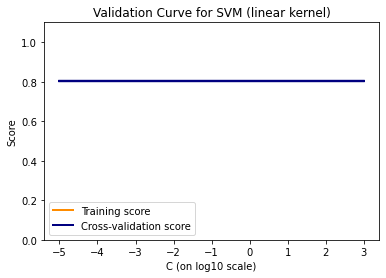 Validation Curve for SVM (linear kernel)
1.0
0.8
0.6
0.4
0.2
0.0
Score
Training score
Cross-validation score
−5 −4 −3 −2 −1 0 1 2 3
C (on log10 scale)